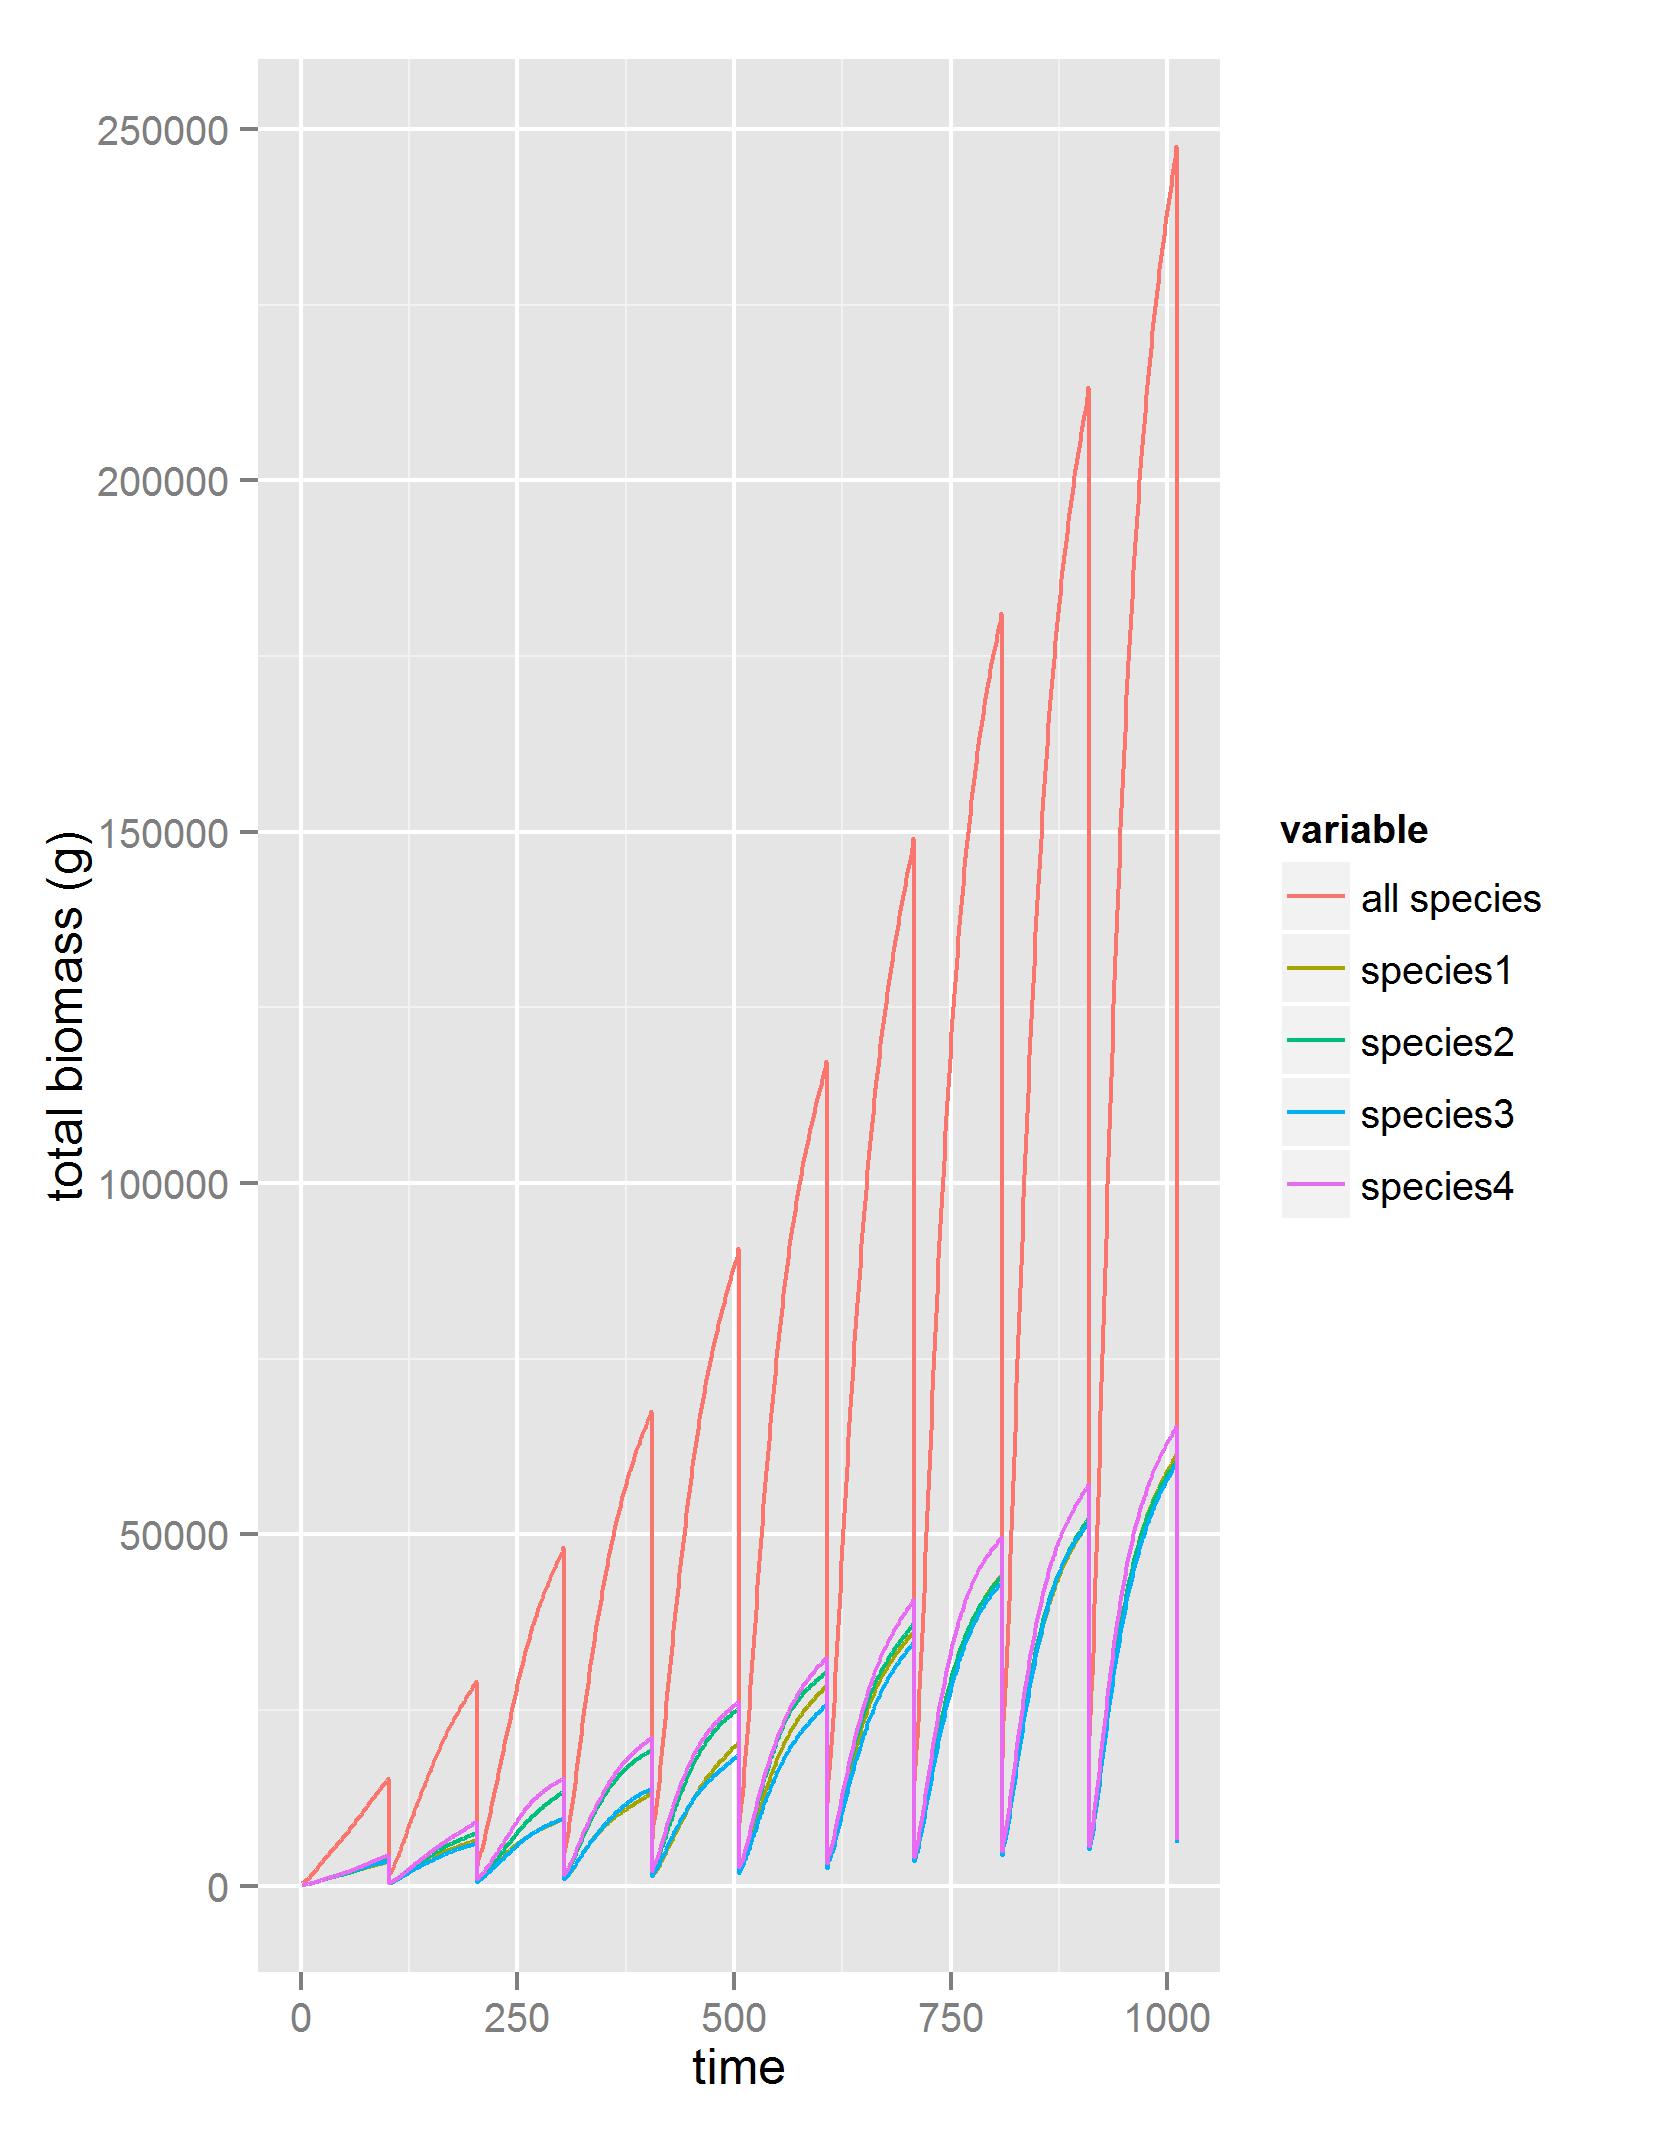 250000
200000
150000
100000
50000
0
total biomass (g)
0 250 500 750 1000
time
variable
all species
species1
species2
species3
species4